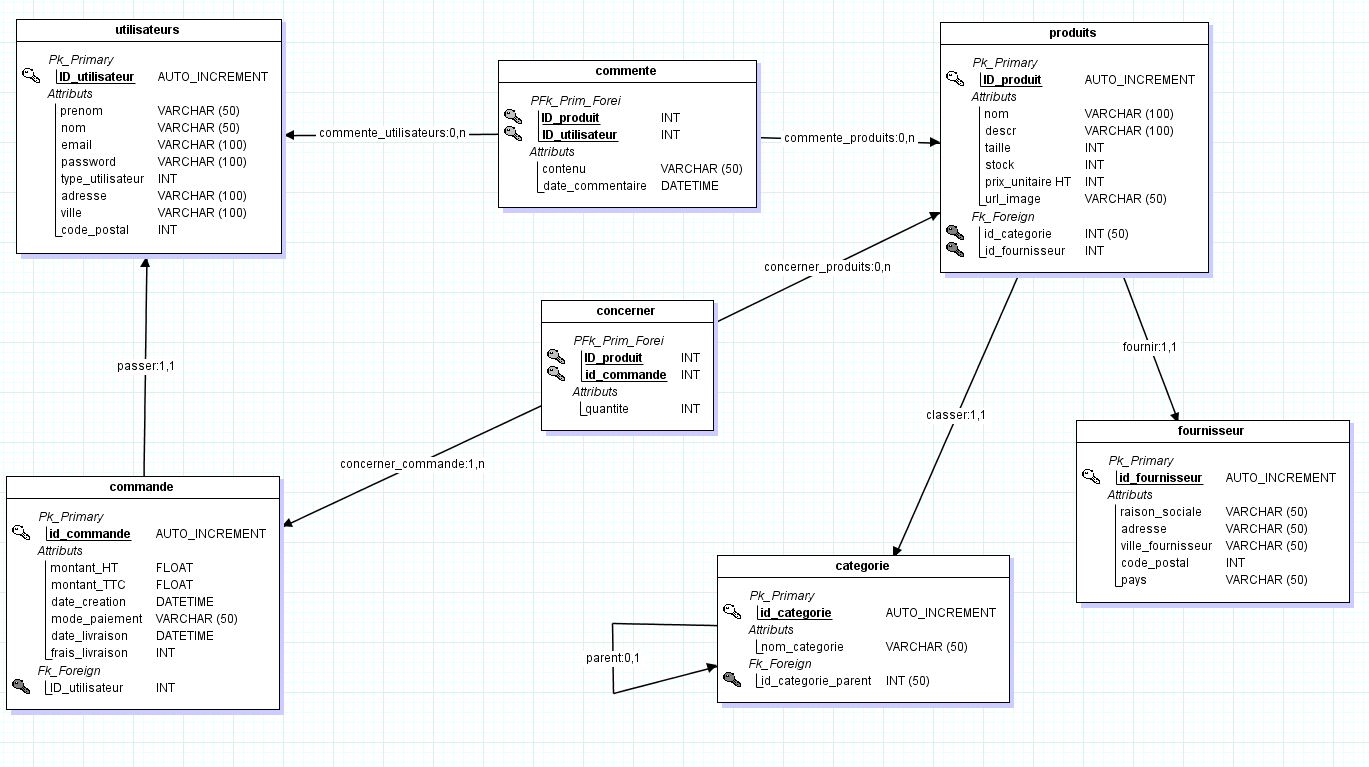 utilisateurs
Pk_Primary
ID_utilisateur AUTO_INCREMENT
Attributs
prenom VARCHAR (50)
nom VARCHAR (50)
email VARCHAR (100)
password VARCHAR (100)
type_utilisateur INT
adresse VARCHAR (100)
ville VARCHAR (100)
code_postal INT
commente_utilisateurs:0,n
commente
PFk_Prim_Forei
ID_produit INT
ID_utilisateur INT
Attributs
contenu VARCHAR (50)
date_commentaire DATETIME
commente_produits:0,n
produits
Pk_Primary
ID_produit AUTO_INCREMENT
Attributs
nom VARCHAR (100)
descr VARCHAR (100)
taille INT
stock INT
prix_unitaire HT INT
url_image VARCHAR (50)
Fk_Foreign
id_categorie INT (50)
id_fournisseur INT
concerner_produits:0,n
concerner
PFk_Prim_Forei
ID_produit INT
id_commande INT
Attributs
quantite INT
passer:1,1
fournir:1,1
classer:1,1
concerner_commande:1,n
commande
Pk_Primary
id_commande AUTO_INCREMENT
Attributs
montant_HT FLOAT
montant_TTC FLOAT
date_creation DATETIME
mode_paiement VARCHAR (50)
date_livraison DATETIME
frais_livraison INT
Fk_Foreign
ID_utilisateur INT
fournisseur
Pk_Primary
id_fournisseur AUTO_INCREMENT
Attributs
raison_sociale VARCHAR (50)
adresse VARCHAR (50)
ville_fournisseur VARCHAR (50)
code_postal INT
pays VARCHAR (50)
categorie
Pk_Primary
id_categorie AUTO_INCREMENT
Attributs
nom_categorie VARCHAR (50)
Fk_Foreign
id_categorie_parent INT (50)
parent:0,1